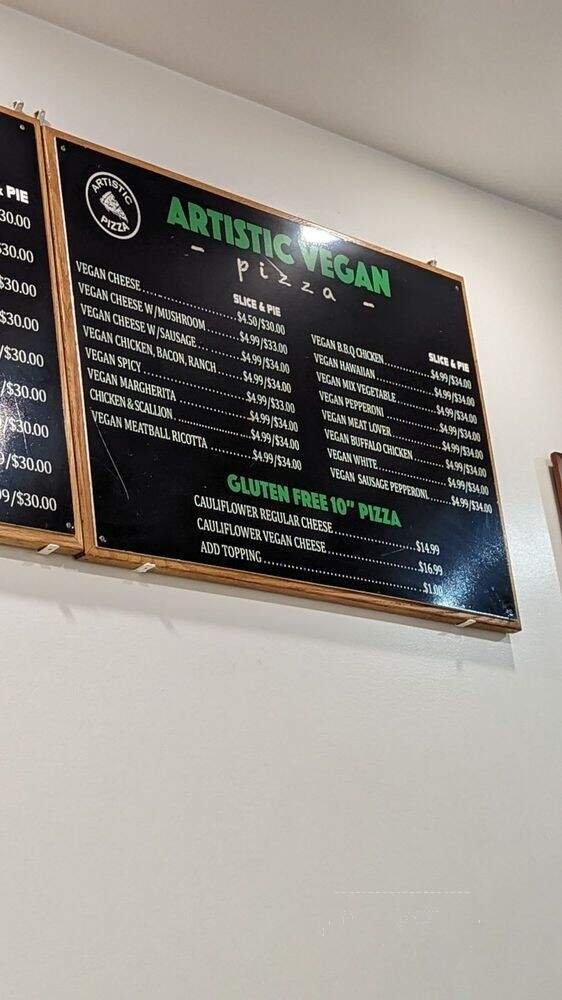 & PIE
30.00
$30.00
$30.00
$30.00
/$30.00
/$30.00
$30.00
9/$30.00
99/$30.00
ARTISTIC
PIZZA
ARTISTIC VEGAN
- pizza -
SLICE & PIE
VEGAN CHEESE....................$4.50/$30.00
VEGAN CHEESE W/MUSHROOM........$4.99/$33.00
VEGAN CHEESE W/SAUSAGE..........$4.99/$34.00
VEGAN CHICKEN, BACON, RANCH.....$4.99/$34.00
VEGAN SPICY.....................$4.99/$33.00
VEGAN MARGHERITA................$4.99/$34.00
CHICKEN & SCALLION..............$4.99/$34.00
VEGAN MEATBALL RICOTTA..........$4.99/$34.00
SLICE & PIE
VEGAN B.B.Q CHICKEN.............$4.99/$34.00
VEGAN HAWAIIAN..................$4.99/$34.00
VEGAN MIX VEGETABLE.............$4.99/$34.00
VEGAN PEPPERONI.................$4.99/$34.00
VEGAN MEAT LOVER................$4.99/$34.00
VEGAN BUFFALO CHICKEN...........$4.99/$34.00
VEGAN WHITE.....................$4.99/$34.00
VEGAN SAUSAGE PEPPERONI.........$4.99/$34.00
GLUTEN FREE 10" PIZZA
CAULIFLOWER REGULAR CHEESE..............$14.99
CAULIFLOWER VEGAN CHEESE................$16.99
ADD TOPPING.............................$1.00